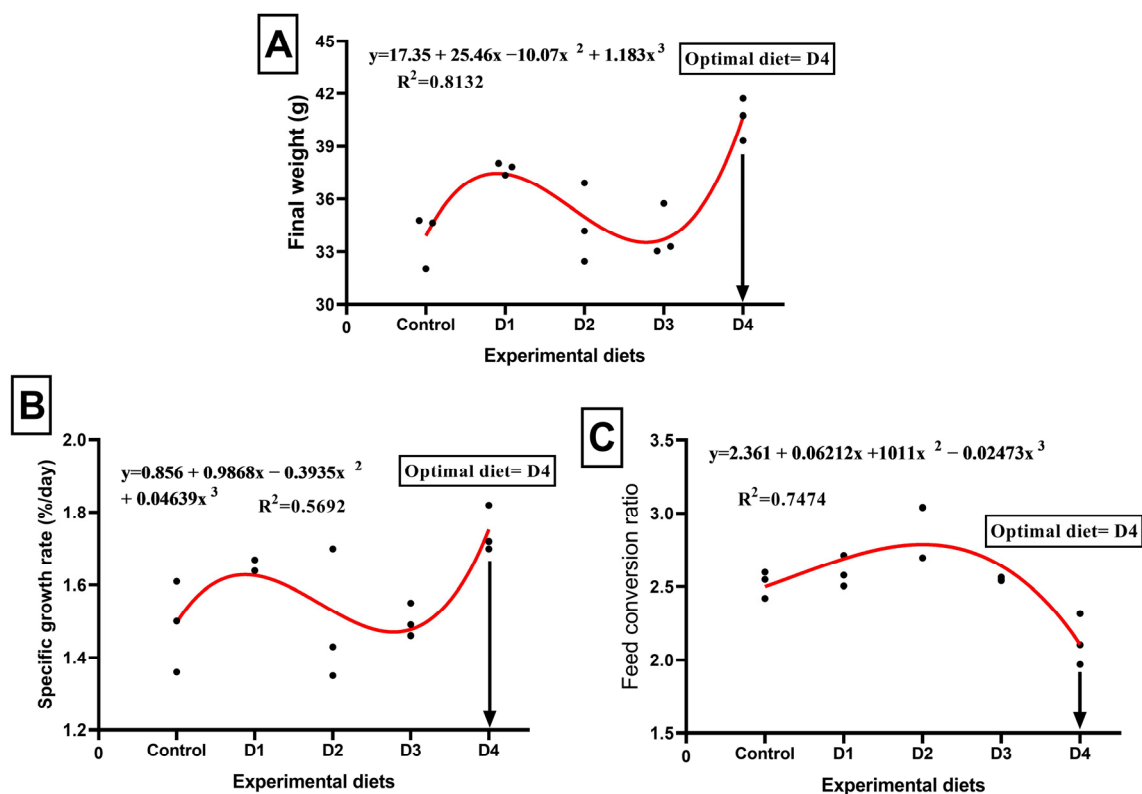 A
y=17.35 + 25.46x −10.07x ² + 1.183x³
R²=0.8132
Optimal diet= D4
Final weight (g)
45
42
39
36
33
30
0
Control D1 D2 D3 D4
Experimental diets
B
y=0.856 + 0.9868x − 0.3935x ²
+ 0.04639x ³
R²=0.5692
Optimal diet= D4
Specific growth rate (%/day)
2.0
1.8
1.6
1.4
1.2
0
Control D1 D2 D3 D4
Experimental diets
C
y=2.361 + 0.06212x +1011x ² − 0.02473x ³
R²=0.7474
Optimal diet= D4
Feed conversion ratio
3.5
3.0
2.5
2.0
1.5
0
Control D1 D2 D3 D4
Experimental diets